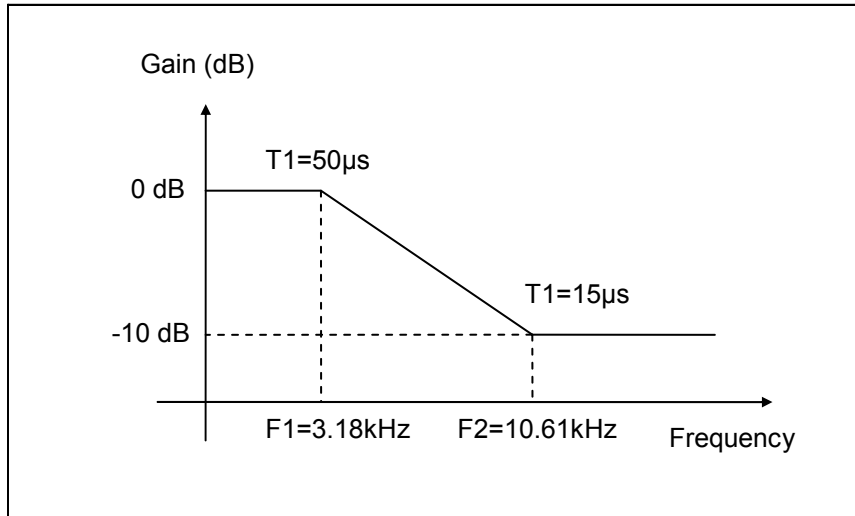 Gain (dB)
T1=50µs
0 dB
T1=15µs
-10 dB
F1=3.18kHz F2=10.61kHz Frequency